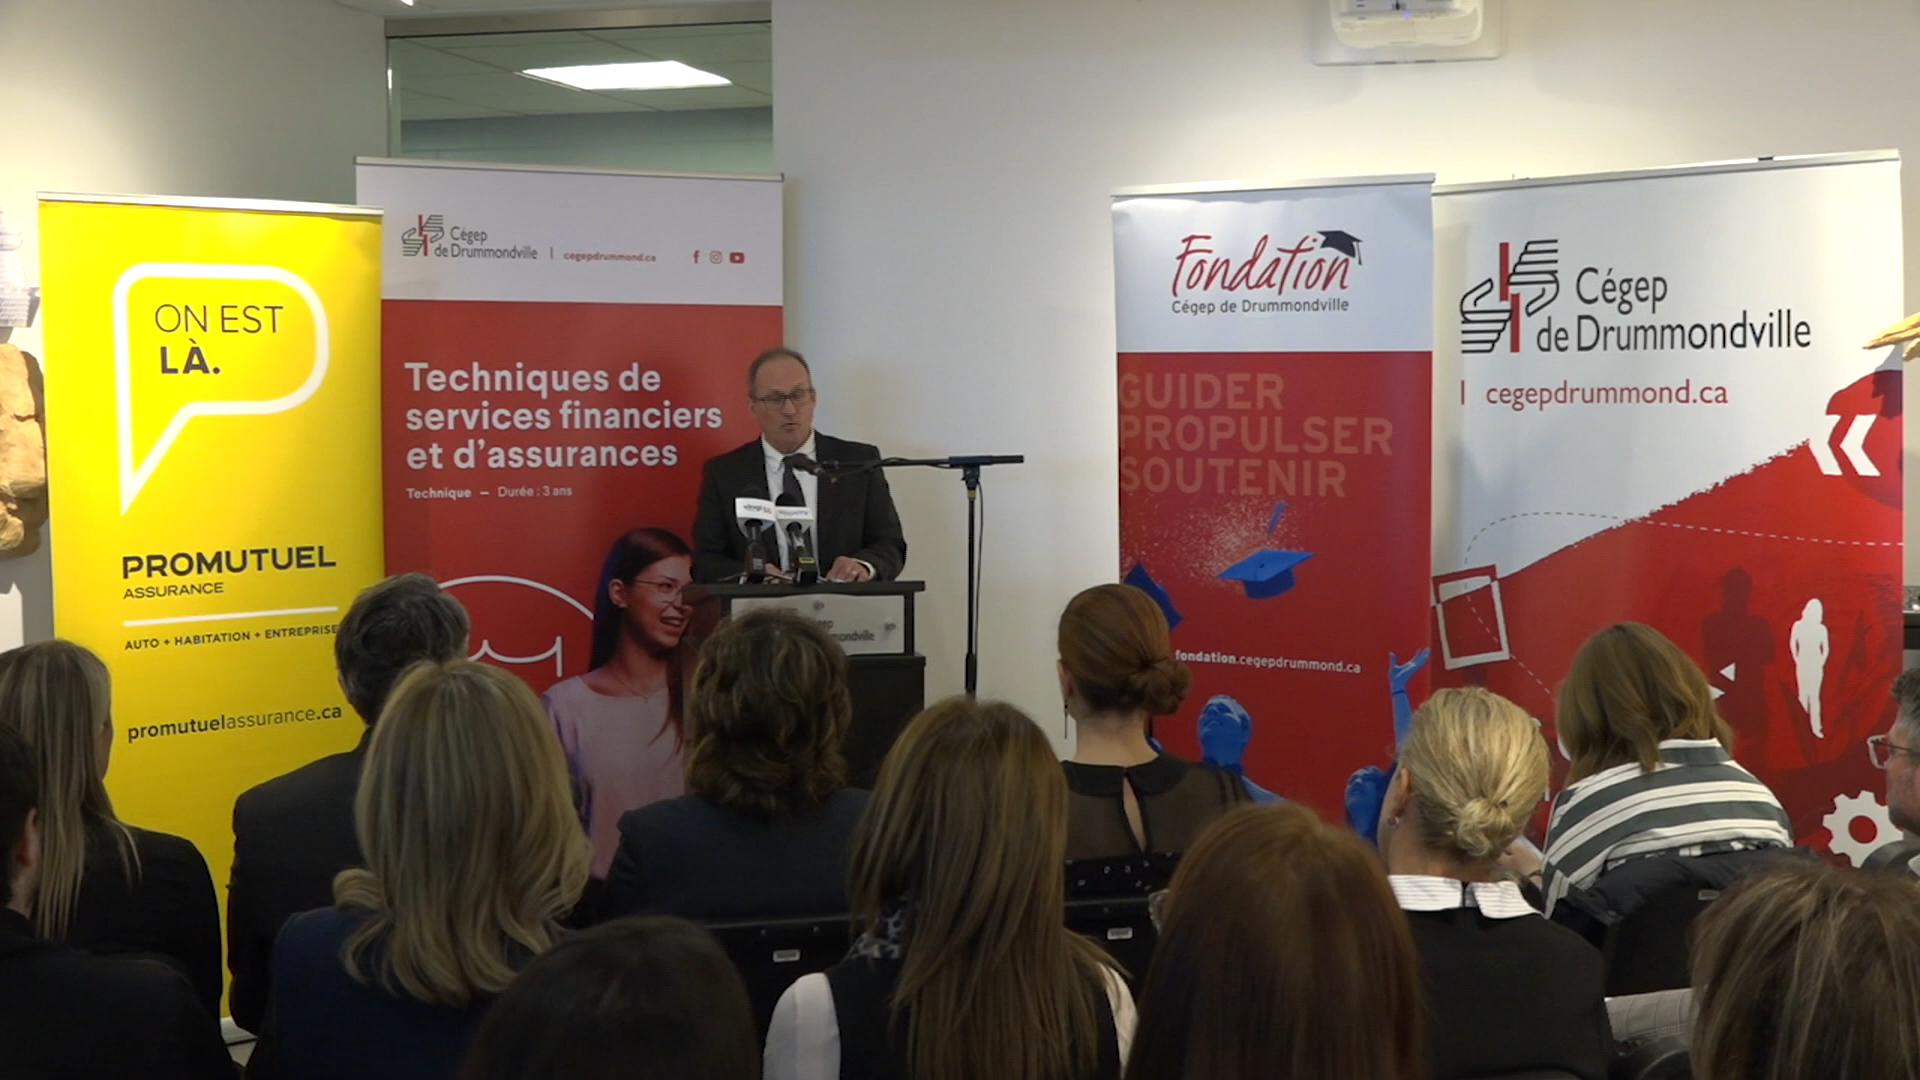 ON EST
LÀ.
PROMUTUEL
ASSURANCE
AUTO + HABITATION + ENTREPRISE
promutuelassurance.ca
Cégep
de Drummondville
cegepdrummond.ca
Techniques de
services financiers
et d'assurances
Technique — Durée : 3 ans
Fondation
Cégep de Drummondville
GUIDER
PROPULSER
SOUTENIR
fondation.cegepdrummond.ca
Cégep
de Drummondville
cegepdrummond.ca